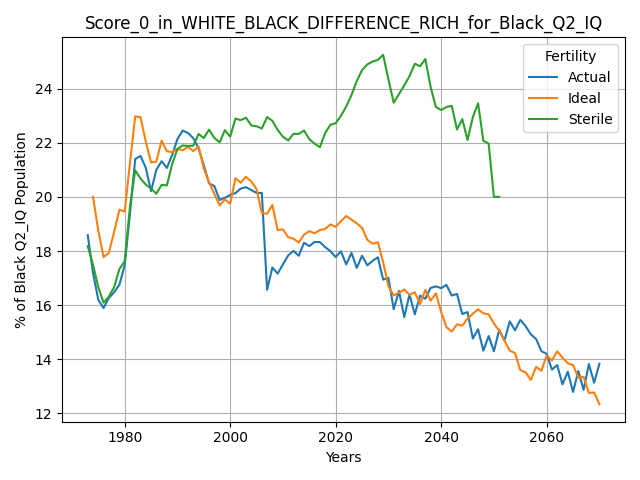 Score_0_in_WHITE_BLACK_DIFFERENCE_RICH_for_Black_Q2_IQ
Fertility
Actual
Ideal
Sterile
% of Black Q2_IQ Population
24
22
20
18
16
14
12
1980
2000
2020
2040
2060
Years